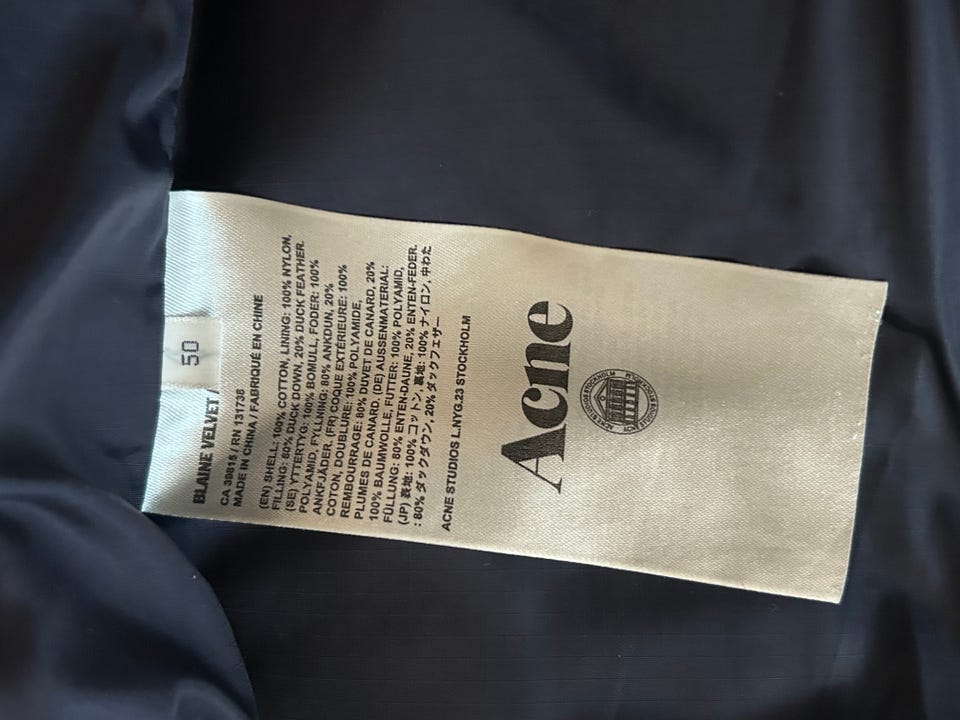 50
BLAINE VELVET /
CA 30815 / RN 131738
MADE IN CHINA / FABRIQUÉ EN CHINE
(EN) SHELL: 100% COTTON, LINING: 100% NYLON,
FILLING: 80% DUCK DOWN, 20% DUCK FEATHER.
(SE) YTTERTYG: 100% BOMULL, FODER: 100%
POLYAMID, FYLLNING: 80% ANKDUN, 20%
ANKFJÄDER. (FR) COQUE EXTÉRIEURE: 100%
COTON, DOUBLURE: 100% POLYAMIDE,
REMBOURRAGE: 80% DUVET DE CANARD, 20%
PLUMES DE CANARD. (DE) AUSSENMATERIAL:
100% BAUMWOLLE, FUTTER: 100% POLYAMID,
FÜLLUNG: 80% ENTEN-DAUNE, 20% ENTEN-FEDER.
(JP) 表地: 100% コットン, 裏地: 100% ナイロン, 中わた
: 80% ダックダウン, 20% ダックフェザー
ACNE STUDIOS L.NYG.23 STOCKHOLM
Acne